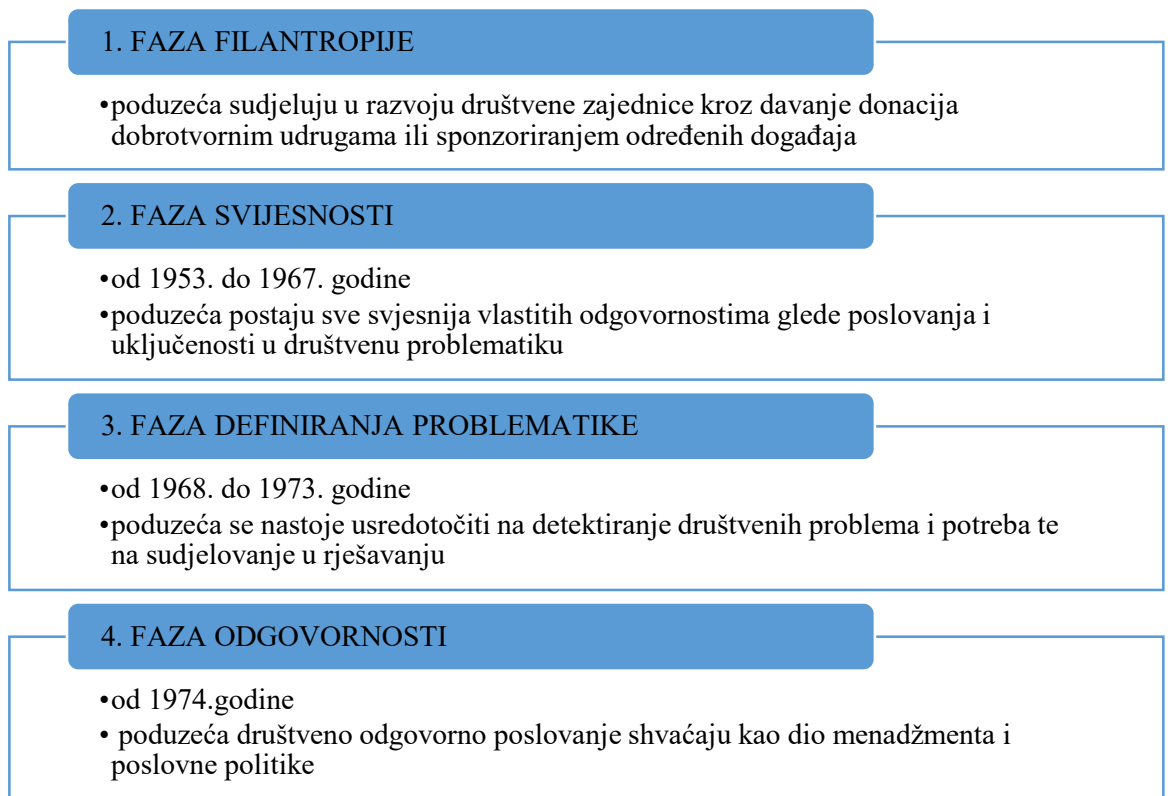 1. FAZA FILANTROPIJE
•poduzeća sudjeluju u razvoju društvene zajednice kroz davanje donacija
dobrotvornim udrugama ili sponzoriranjem određenih događaja
2. FAZA SVIJESNOSTI
•od 1953. do 1967. godine
•poduzeća postaju sve svjesnija vlastitih odgovornostima glede poslovanja i
uključenosti u društvenu problematiku
3. FAZA DEFINIRANJA PROBLEMATIKE
•od 1968. do 1973. godine
•poduzeća se nastoje usredotočiti na detektiranje društvenih problema i potreba te
na sudjelovanje u rješavanju
4. FAZA ODGOVORNOSTI
•od 1974.godine
• poduzeća društveno odgovorno poslovanje shvaćaju kao dio menadžmenta i
poslovne politike